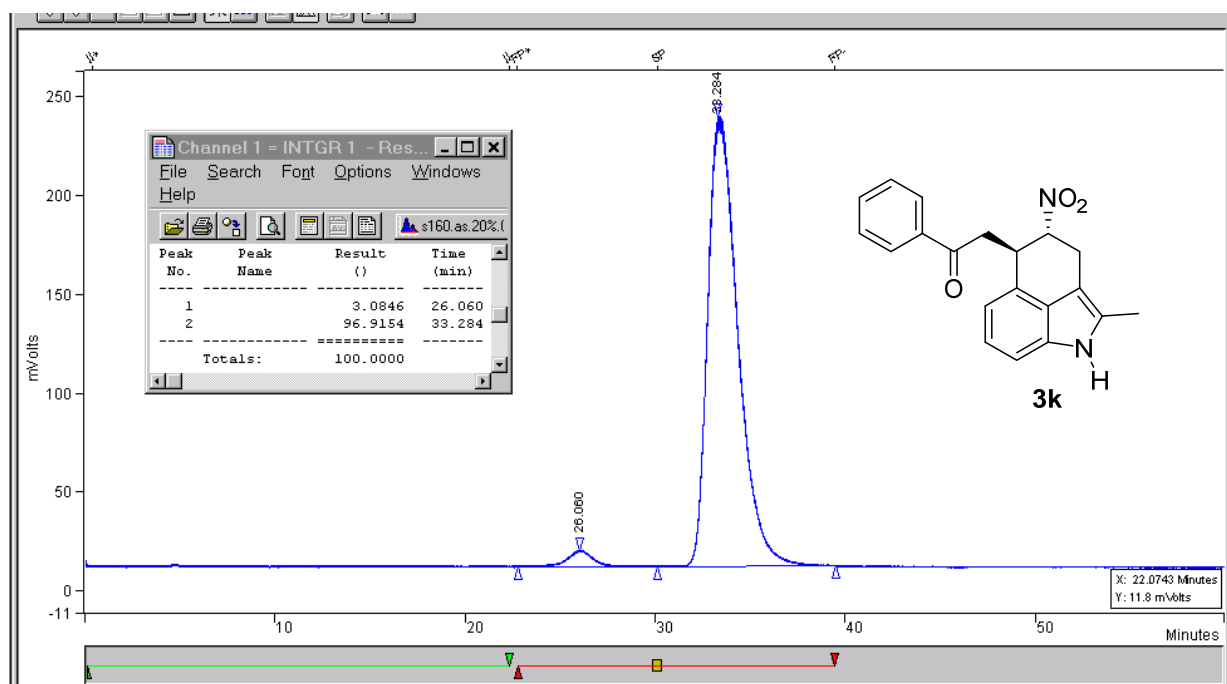 I/*
I/FP*
SP
FP-
250
200
150
100
50
0
-11
mVolts
10
20
30
40
50
Minutes
26.060
33.284
Channel 1 = INTGR 1 - Res...
File Search Font Options Windows
Help
s160.as.20%.(
Peak Peak Result Time
No. Name () (min)
---- ------------ ---------- -------
1 3.0846 26.060
2 96.9154 33.284
---- ------------ ========== -------
Totals: 100.0000
NO2
O
N
H
3k
X: 22.0743 Minutes
Y: 11.8 mVolts